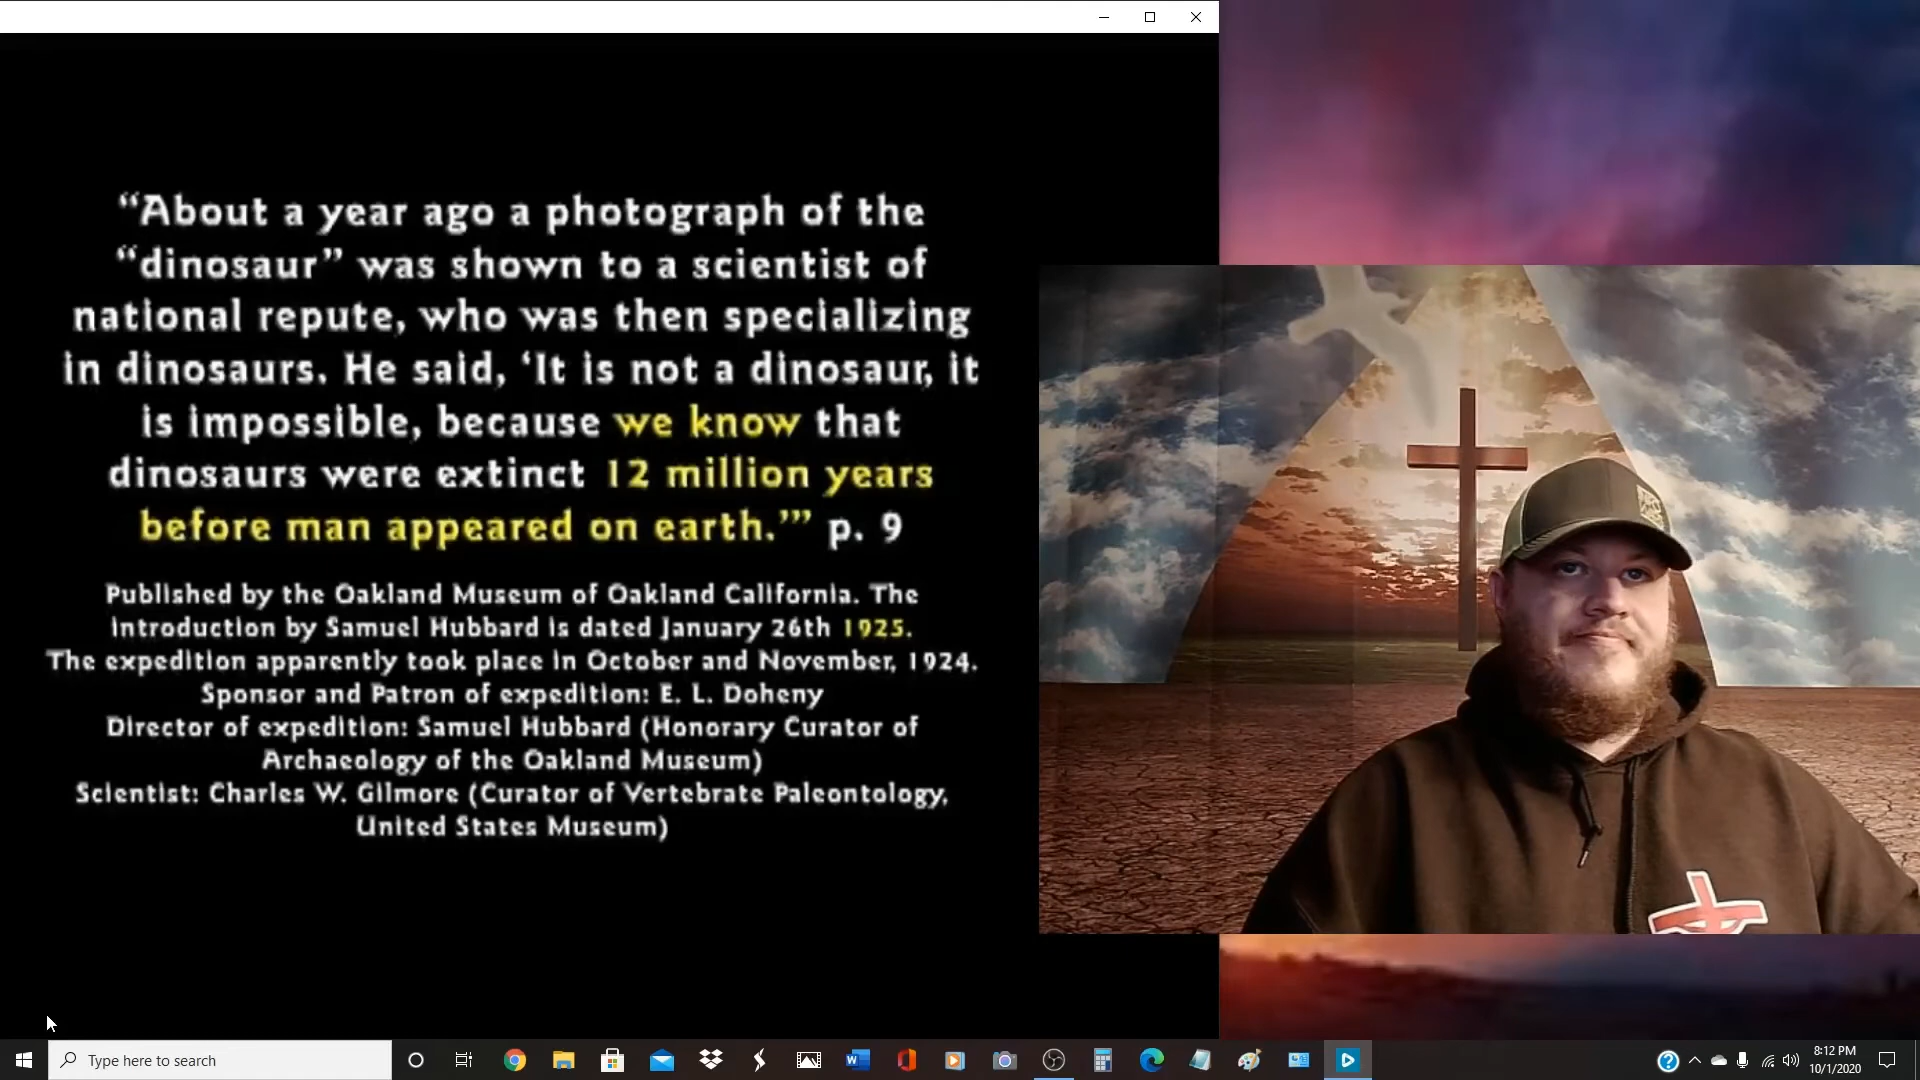 “About a year ago a photograph of the
“dinosaur” was shown to a scientist of
national repute, who was then specializing
in dinosaurs. He said, ‘It is not a dinosaur, it
is impossible, because we know that
dinosaurs were extinct 12 million years
before man appeared on earth.’” p. 9
Published by the Oakland Museum of Oakland California. The
introduction by Samuel Hubbard is dated January 26th 1925.
The expedition apparently took place in October and November, 1924.
Sponsor and Patron of expedition: E. L. Doheny
Director of expedition: Samuel Hubbard (Honorary Curator of
Archaeology of the Oakland Museum)
Scientist: Charles W. Gilmore (Curator of Vertebrate Paleontology,
United States Museum)
Type here to search
8:12 PM
10/1/2020